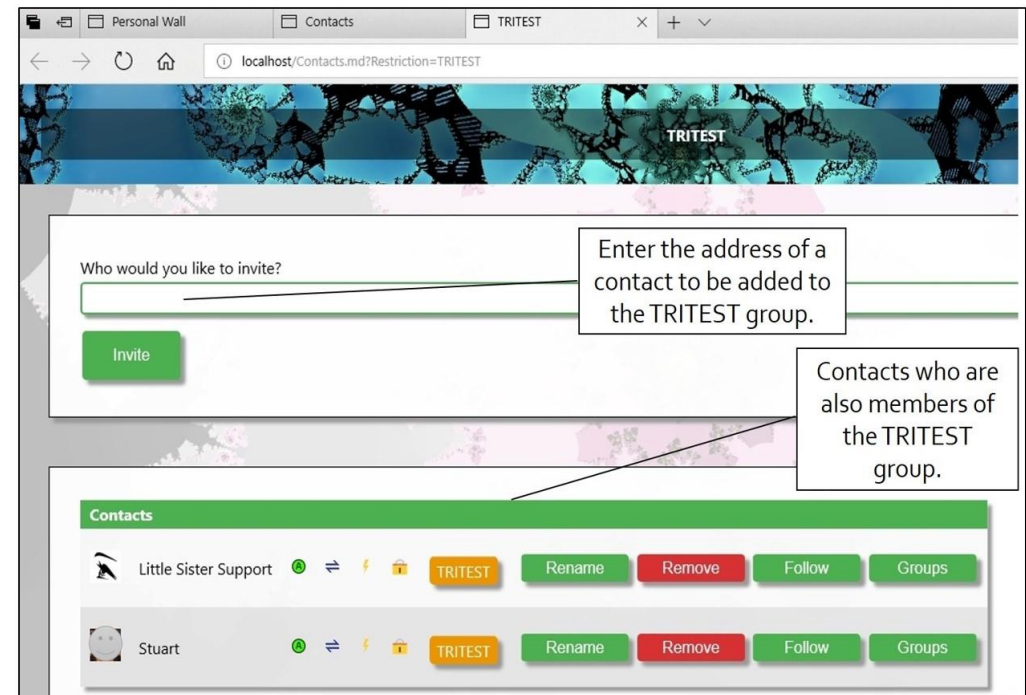 Personal Wall
Contacts
TRITEST
localhost/Contacts.md?Restriction=TRITEST
TRITEST
Who would you like to invite?
Enter the address of a
contact to be added to
the TRITEST group.
Invite
Contacts who are
also members of
the TRITEST
group.
Contacts
Little Sister Support A TRITEST Rename Remove Follow Groups
Stuart A TRITEST Rename Remove Follow Groups